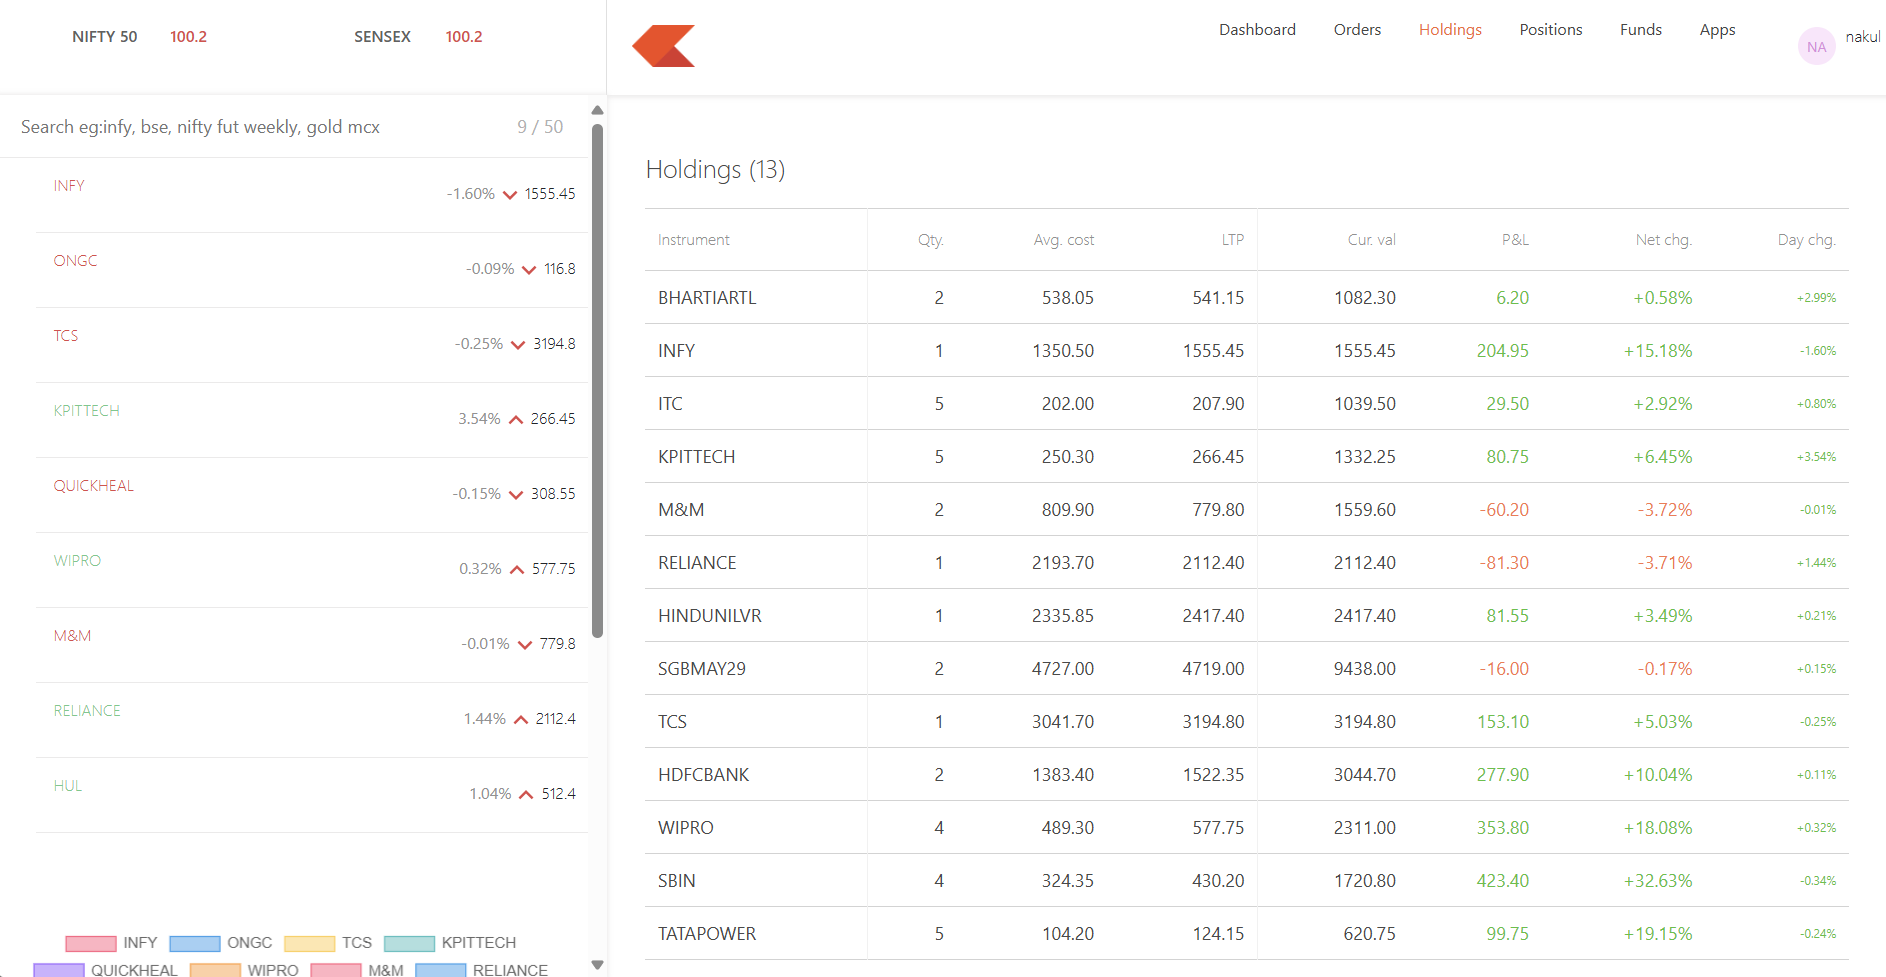 NIFTY 50 100.2 SENSEX 100.2
Search eg:infy, bse, nifty fut weekly, gold mcx 9 / 50
INFY -1.60% 1555.45
ONGC -0.09% 116.8
TCS -0.25% 3194.8
KPITTECH 3.54% 266.45
QUICKHEAL -0.15% 308.55
WIPRO 0.32% 577.75
M&M -0.01% 779.8
RELIANCE 1.44% 2112.4
HUL 1.04% 512.4
INFY ONGC TCS KPITTECH
QUICKHEAL WIPRO M&M RELIANCE
Dashboard Orders Holdings Positions Funds Apps NA nakul
Holdings (13)
Instrument Qty. Avg. cost LTP Cur. val P&L Net chg. Day chg.
BHARTIARTL 2 538.05 541.15 1082.30 6.20 +0.58% +2.99%
INFY 1 1350.50 1555.45 1555.45 204.95 +15.18% -1.60%
ITC 5 202.00 207.90 1039.50 29.50 +2.92% +0.80%
KPITTECH 5 250.30 266.45 1332.25 80.75 +6.45% +3.54%
M&M 2 809.90 779.80 1559.60 -60.20 -3.72% -0.01%
RELIANCE 1 2193.70 2112.40 2112.40 -81.30 -3.71% +1.44%
HINDUNILVR 1 2335.85 2417.40 2417.40 81.55 +3.49% +0.21%
SGBMAY29 2 4727.00 4719.00 9438.00 -16.00 -0.17% +0.15%
TCS 1 3041.70 3194.80 3194.80 153.10 +5.03% -0.25%
HDFCBANK 2 1383.40 1522.35 3044.70 277.90 +10.04% +0.11%
WIPRO 4 489.30 577.75 2311.00 353.80 +18.08% +0.32%
SBIN 4 324.35 430.20 1720.80 423.40 +32.63% -0.34%
TATAPOWER 5 104.20 124.15 620.75 99.75 +19.15% -0.24%